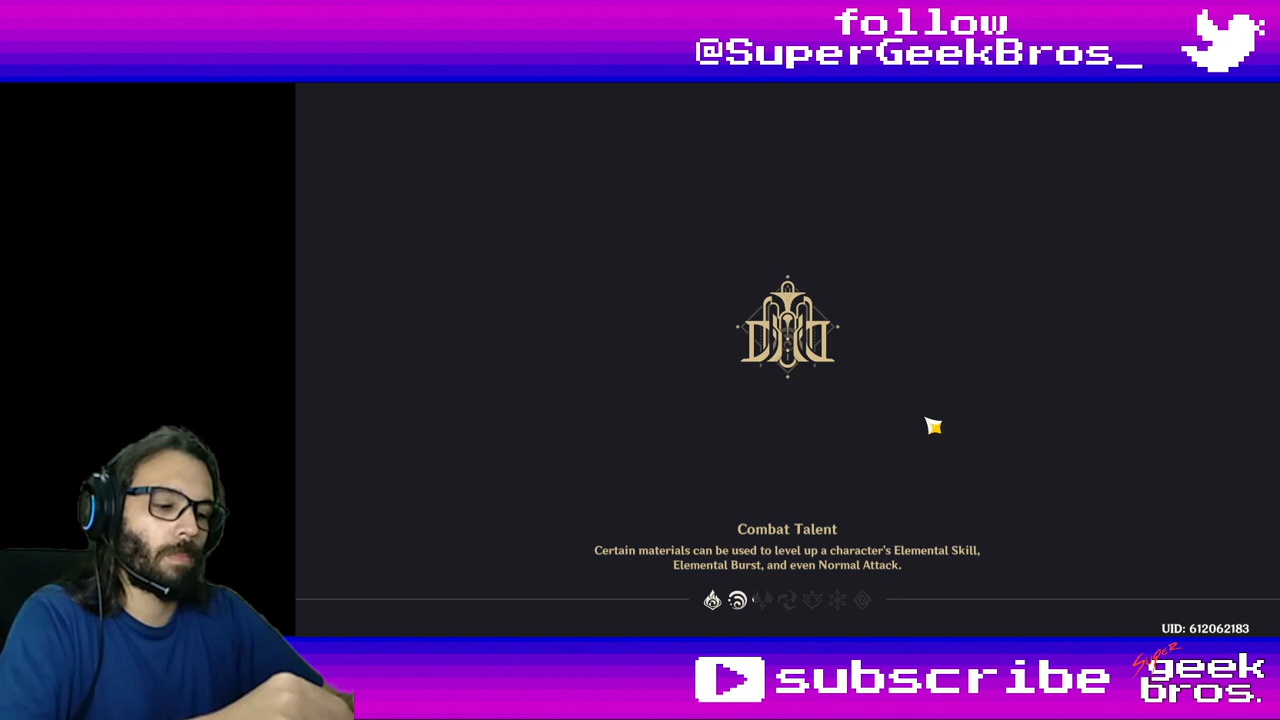 follow
@SuperGeekBros_
Combat Talent
Certain materials can be used to level up a character's Elemental Skill,
Elemental Burst, and even Normal Attack.
UID: 612062183
subscribe
SUPER
geek
bros.